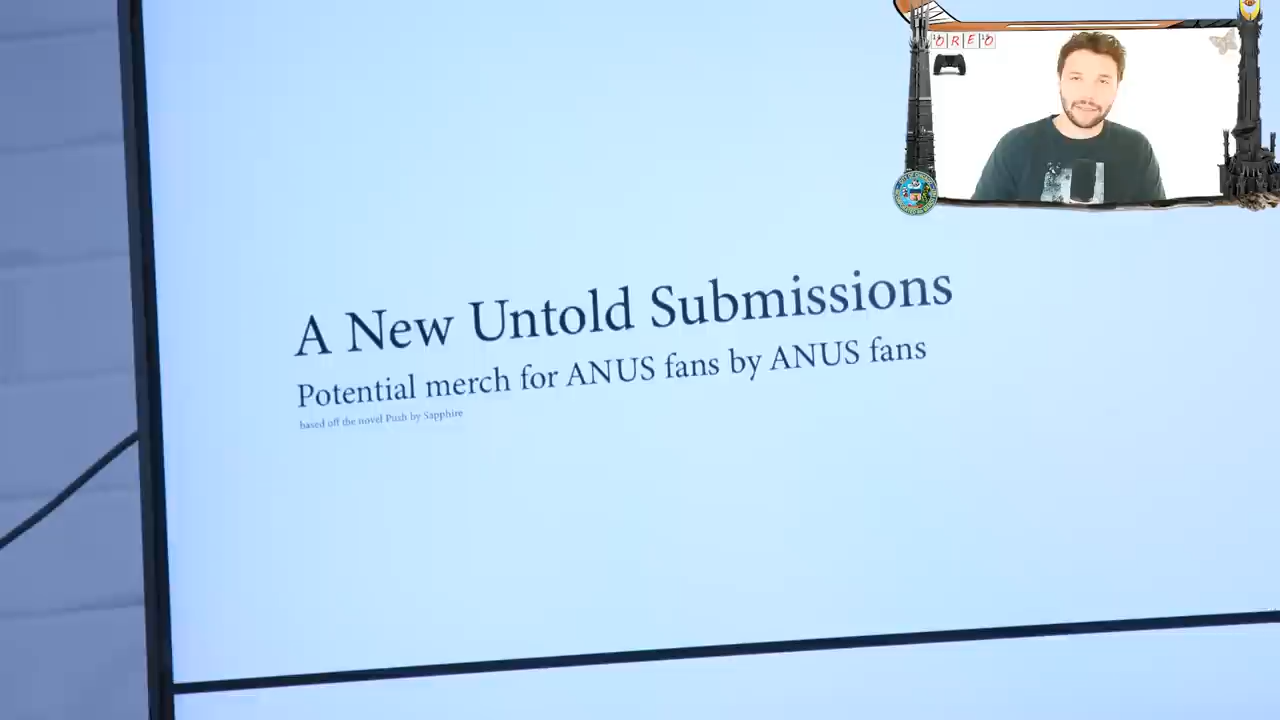 OREO
A New Untold Submissions
Potential merch for ANUS fans by ANUS fans
based off the novel Push by Sapphire